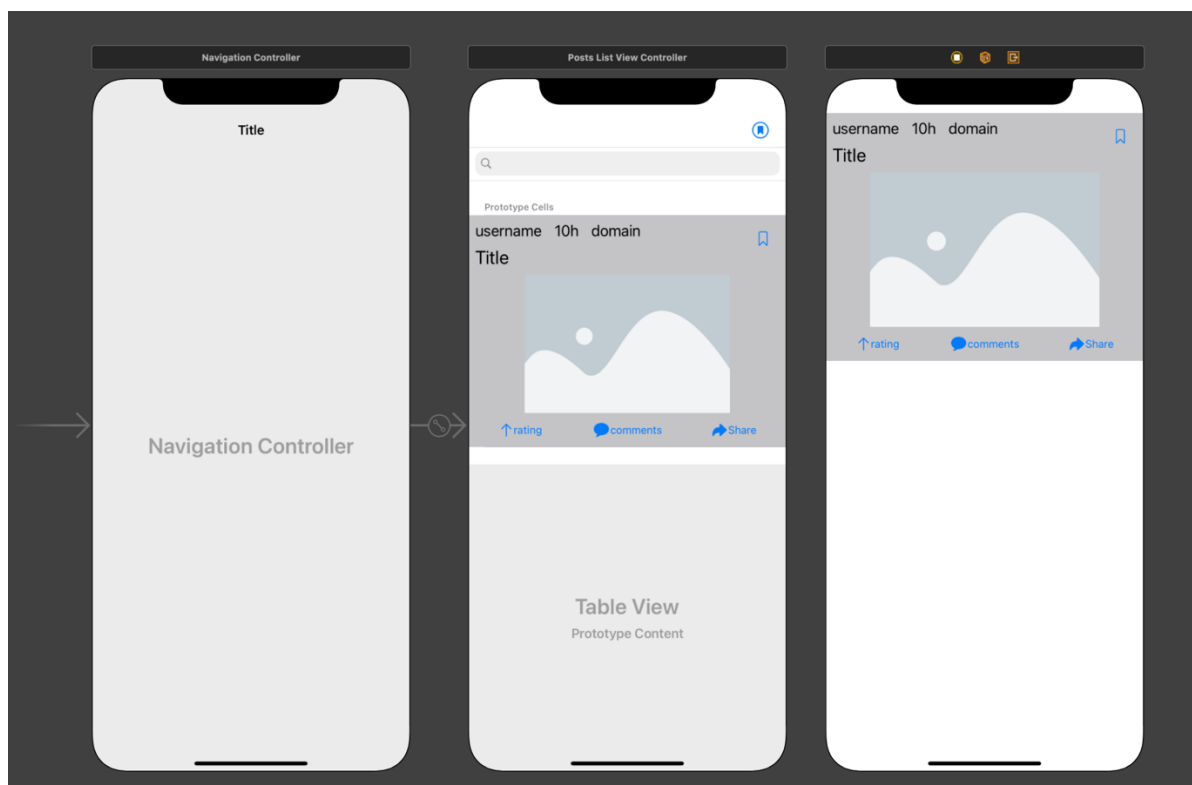 Navigation Controller
Title
Navigation Controller
Posts List View Controller
Prototype Cells
username 10h domain
Title
rating comments Share
Table View
Prototype Content
username 10h domain
Title
rating comments Share